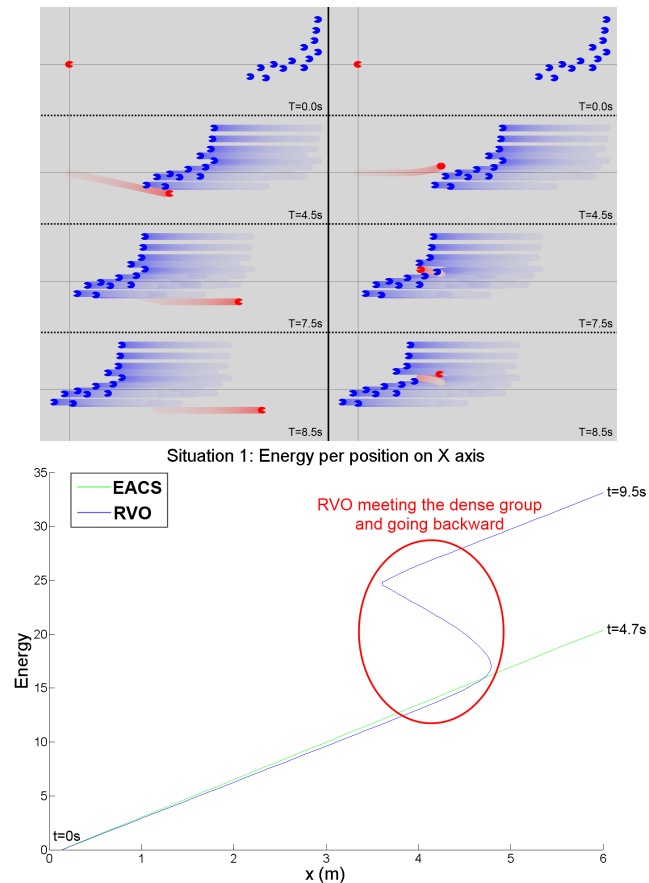 T=0.0s
T=0.0s
T=4.5s
T=4.5s
T=7.5s
T=7.5s
T=8.5s
T=8.5s
Situation 1: Energy per position on X axis
EACS
RVO
RVO meeting the dense group
and going backward
t=9.5s
t=4.7s
t=0s
Energy
35
30
25
20
15
10
5
0
0
1
2
3
4
5
6
x (m)